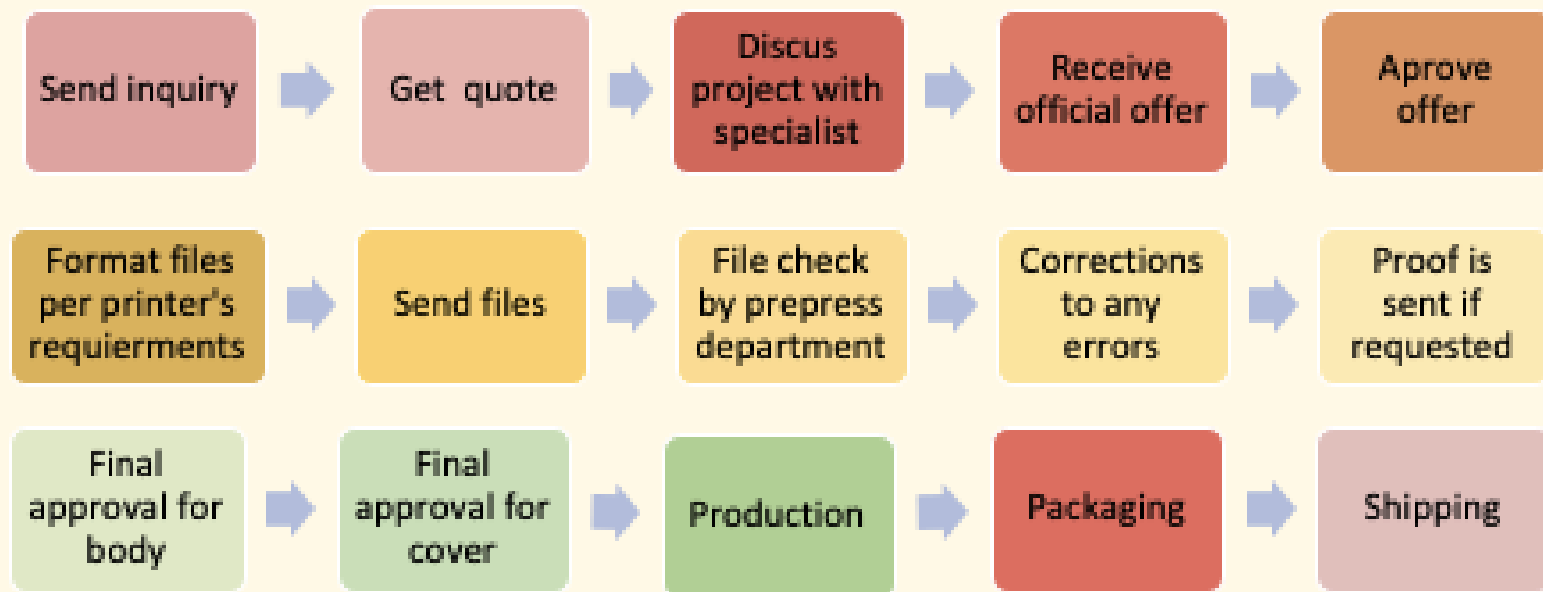 Send inquiry
Get quote
Discus
project with
specialist
Receive
official offer
Aprove
offer
Format files
per printer's
requierments
Send files
File check
by prepress
department
Corrections
to any
errors
Proof is
sent if
requested
Final
approval for
body
Final
approval for
cover
Production
Packaging
Shipping